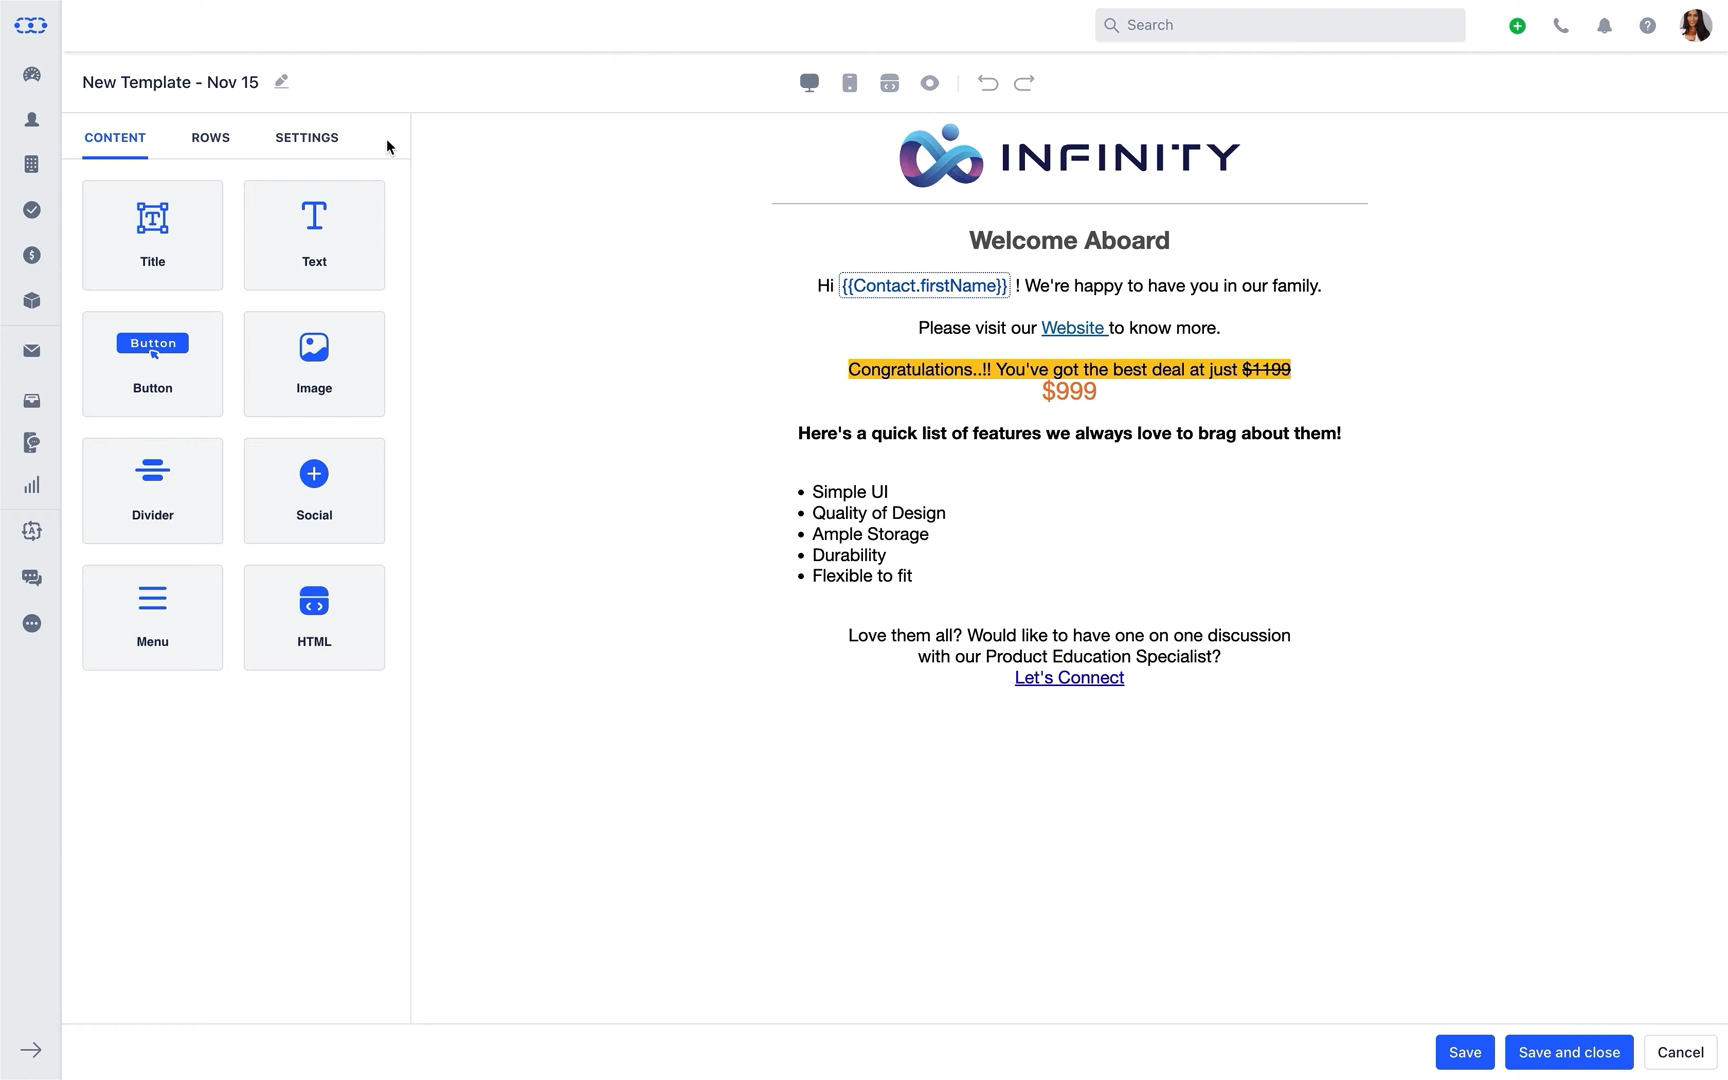 Search
New Template - Nov 15
CONTENT
ROWS
SETTINGS
Title
Text
Button
Button
Image
Divider
Social
Menu
HTML
INFINITY
Welcome Aboard
Hi {{Contact.firstName}} ! We're happy to have you in our family.
Please visit our Website to know more.
Congratulations..!! You've got the best deal at just $1199
$999
Here's a quick list of features we always love to brag about them!
• Simple UI
• Quality of Design
• Ample Storage
• Durability
• Flexible to fit
Love them all? Would like to have one on one discussion
with our Product Education Specialist?
Let's Connect
Save
Save and close
Cancel